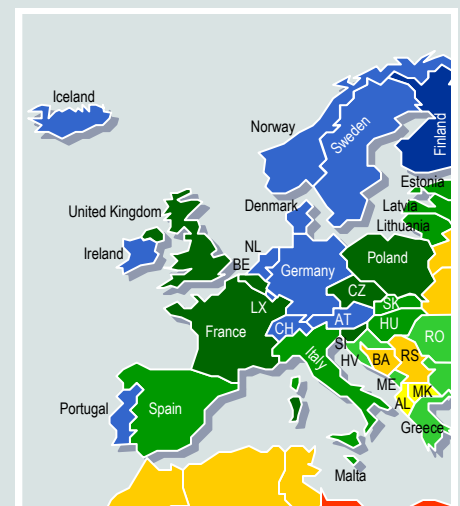 Iceland
Norway
Sweden
Finland
Estonia
United Kingdom
Denmark
Latvia
Lithuania
Ireland
NL
BE
Germany
Poland
LX
CZ
SK
France
CH
AT
HU
RO
SI
HV
Italy
BA
RS
ME
MK
AL
Portugal
Spain
Greece
Malta